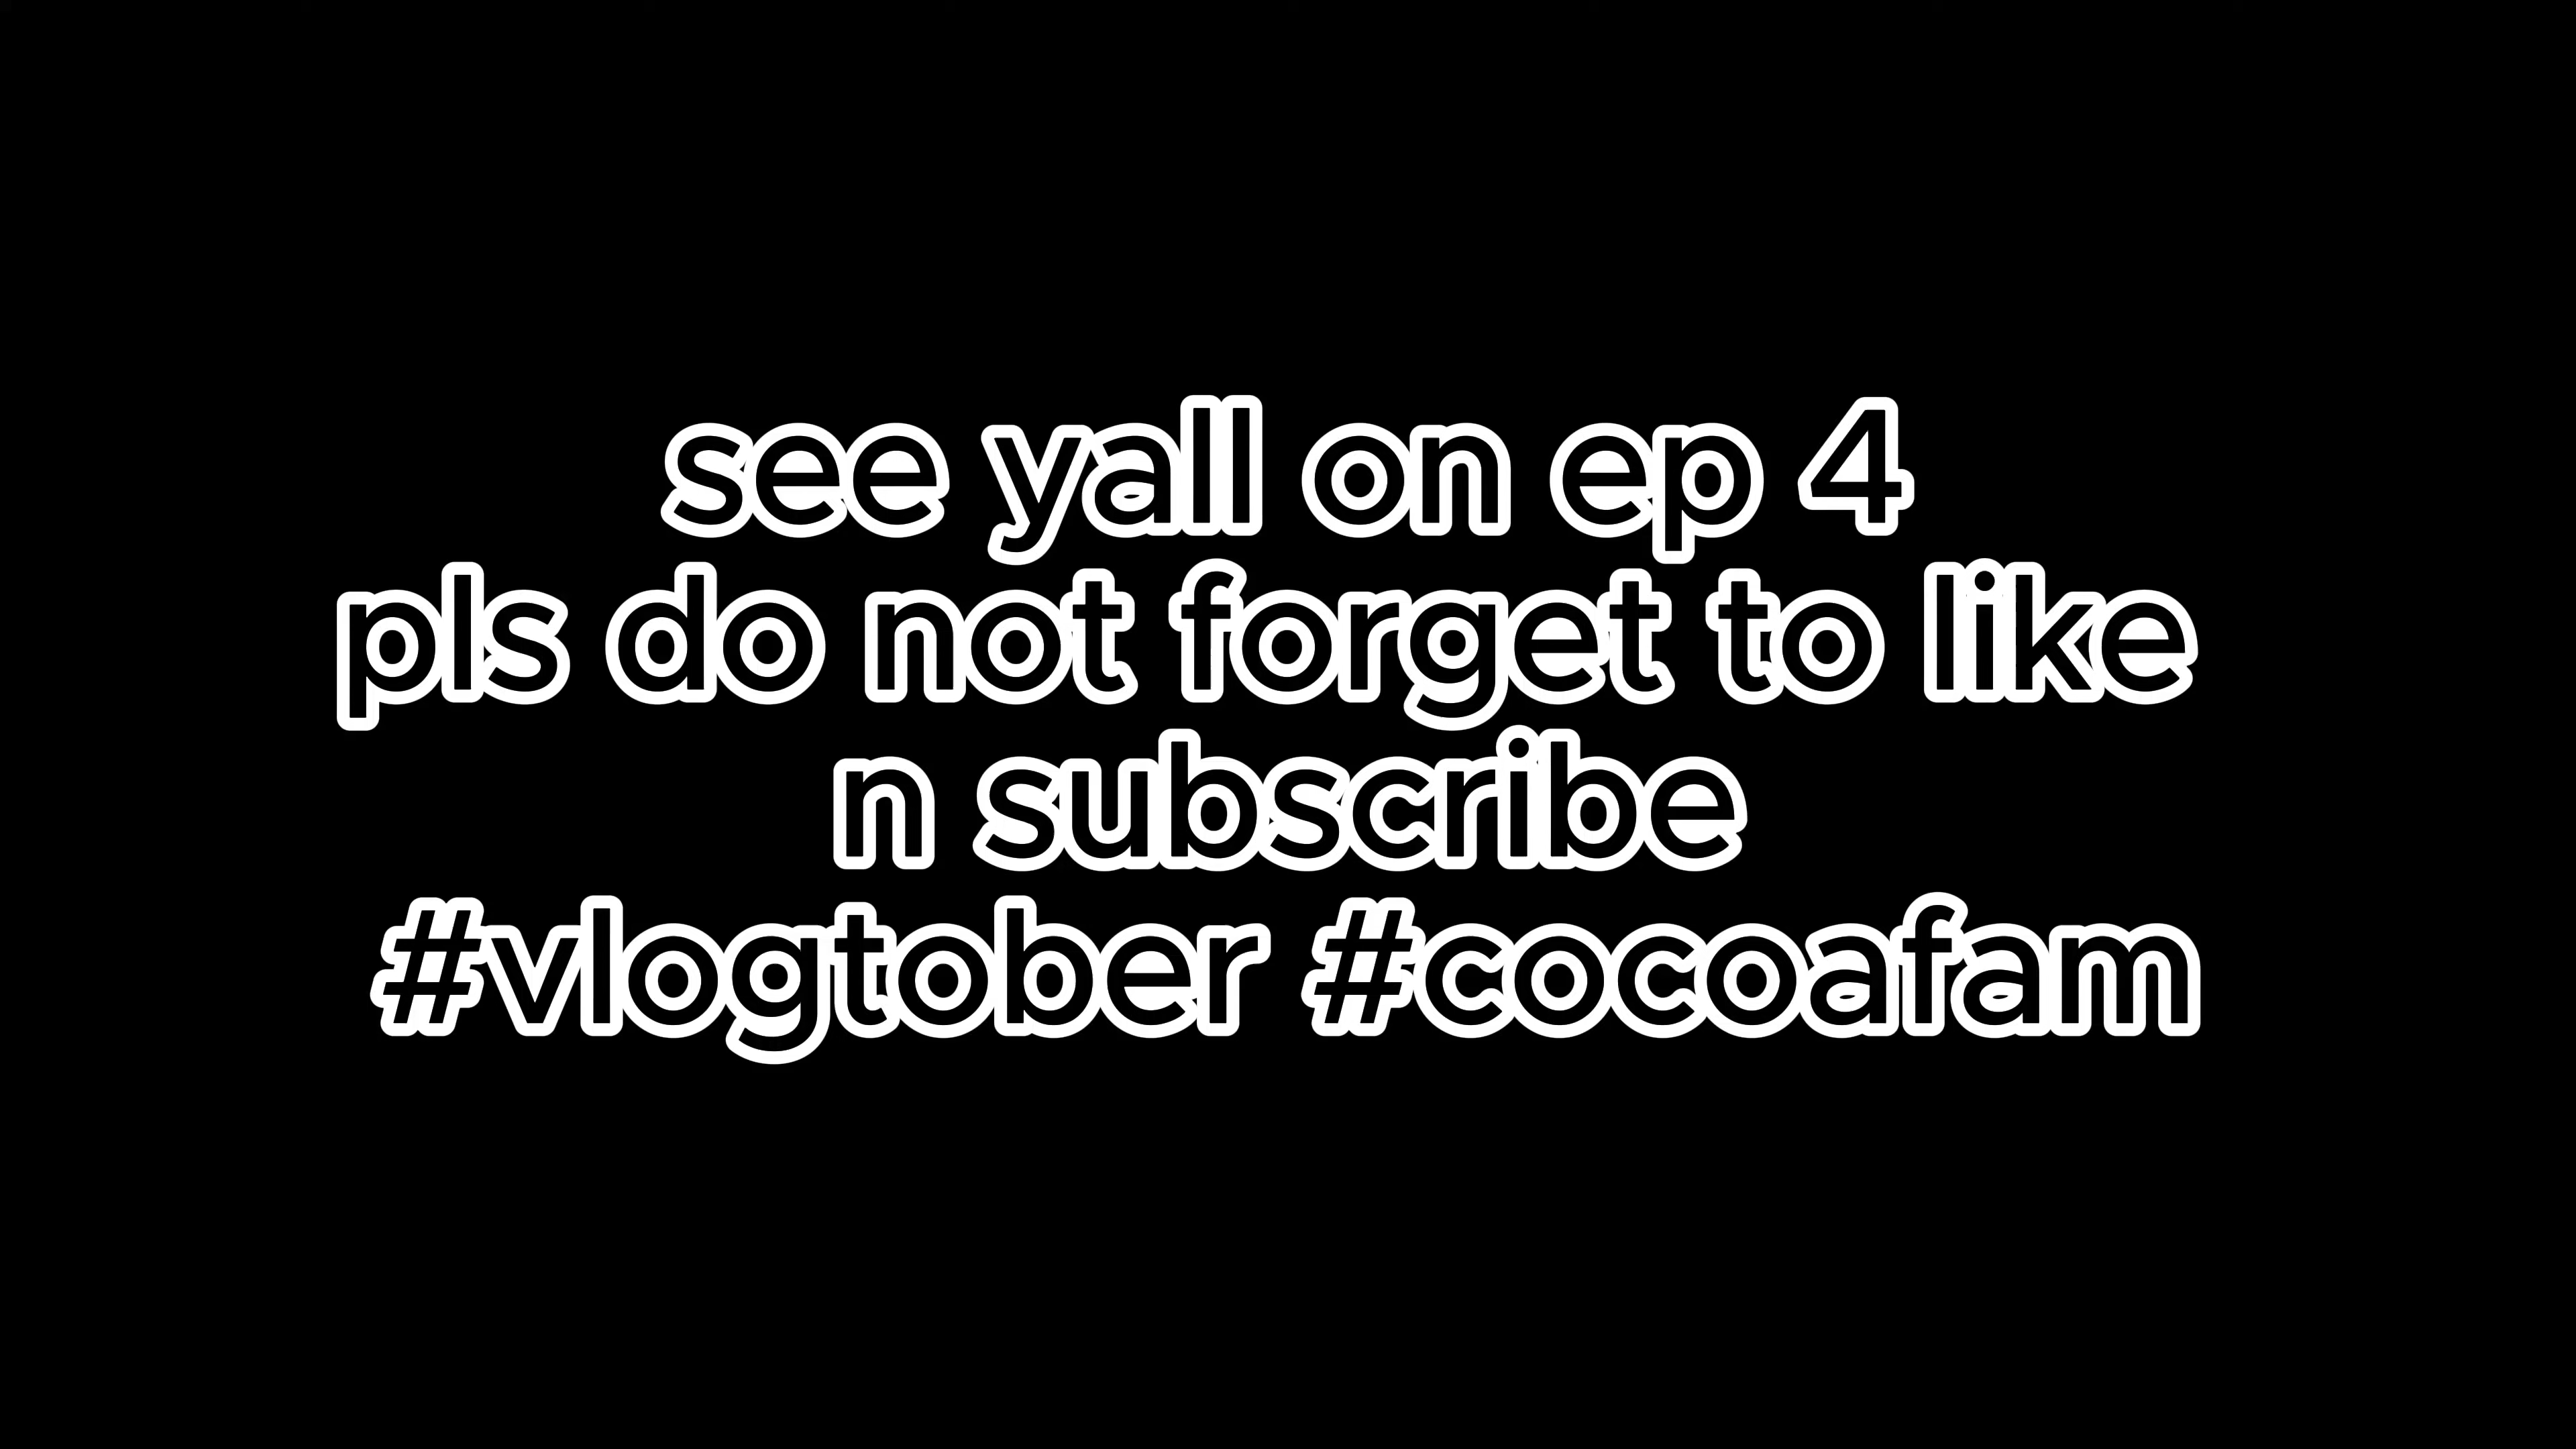 see yall on ep 4
pls do not forget to like
n subscribe
#vlogtober #cocoafam